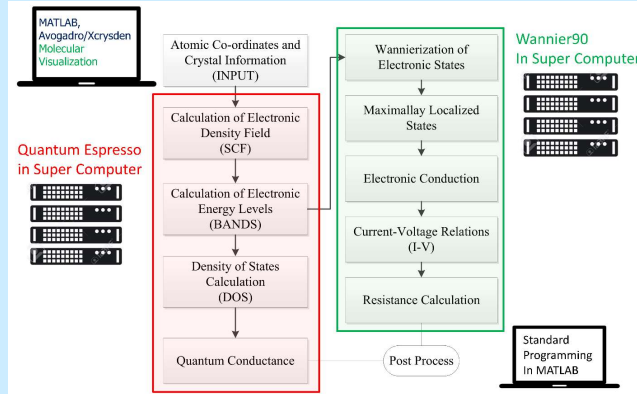 MATLAB,
Avogadro/Xcrysden
Molecular
Visualization
Atomic Co-ordinates and
Crystal Information
(INPUT)
Quantum Espresso
in Super Computer
Calculation of Electronic
Density Field
(SCF)
Calculation of Electronic
Energy Levels
(BANDS)
Density of States
Calculation
(DOS)
Quantum Conductance
Wannierization of
Electronic States
Maximallay Localized
States
Electronic Conduction
Current-Voltage Relations
(I-V)
Resistance Calculation
Wannier90
In Super Computer
Post Process
Standard
Programming
In MATLAB